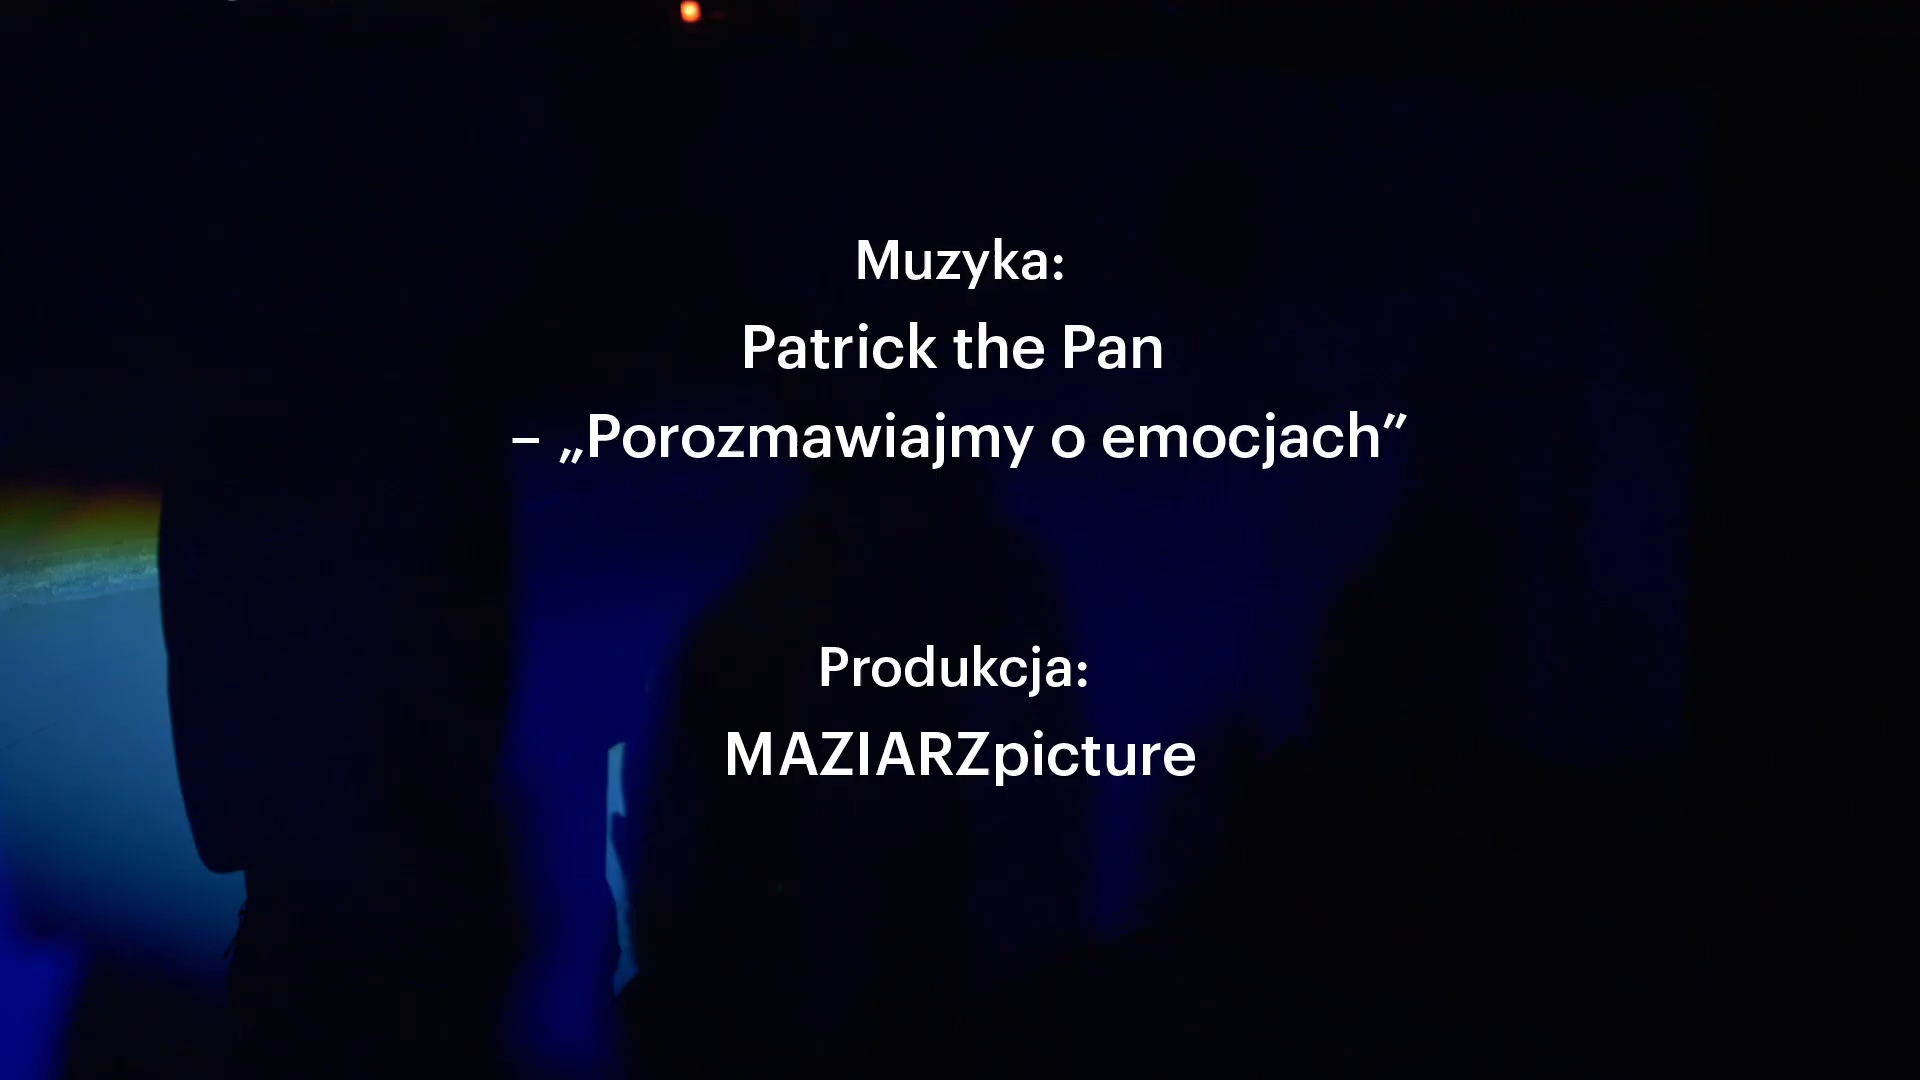 Muzyka:
Patrick the Pan
– „Porozmawiajmy o emocjach”
Produkcja:
MAZIARZpicture